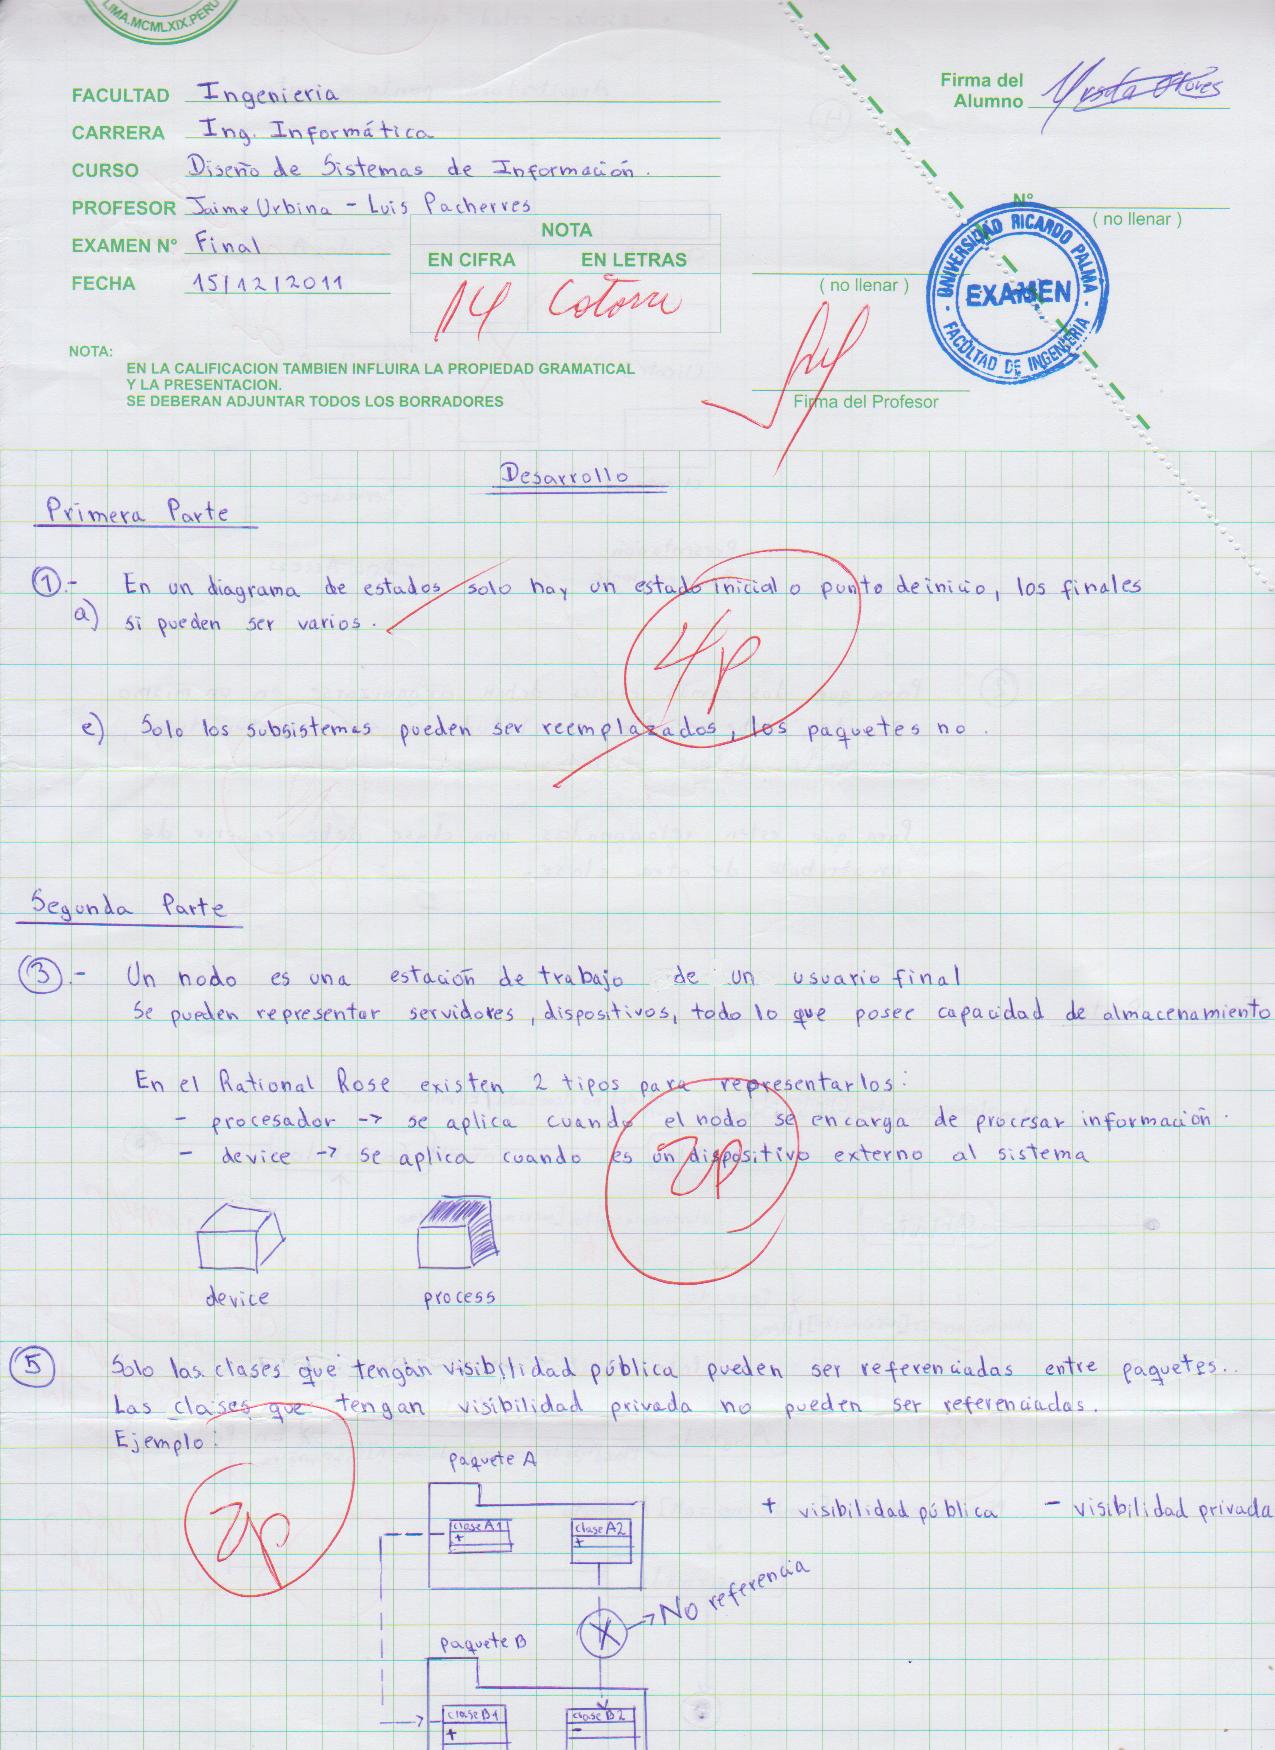 LIMA.MCMLXIX.PERU
FACULTAD Ingenieria
CARRERA Ing. Informática
CURSO Diseño de Sistemas de Información.
PROFESOR Jaime Urbina - Luis Pacherres
EXAMEN N° Final
FECHA 15/12/2011
Firma del
Alumno
N°
( no llenar )
NOTA
EN CIFRA EN LETRAS
14 Catorce
( no llenar )
UNIVERSIDAD RICARDO PALMA
EXAMEN
FACULTAD DE INGENIERIA
Firma del Profesor
NOTA:
EN LA CALIFICACION TAMBIEN INFLUIRA LA PROPIEDAD GRAMATICAL
Y LA PRESENTACION.
SE DEBERAN ADJUNTAR TODOS LOS BORRADORES
Desarrollo
Primera Parte
1.- En un diagrama de estados solo hay un estado inicial o punto de inicio, los finales
a) si pueden ser varios.
4p
e) Solo los subsistemas pueden ser reemplazados, los paquetes no.
Segunda Parte
3.- Un nodo es una estación de trabajo de un usuario final
Se pueden representar servidores, dispositivos, todo lo que posee capacidad de almacenamiento
En el Rational Rose existen 2 tipos para representarlos:
- procesador -> se aplica cuando el nodo se encarga de procesar información.
- device -> se aplica cuando es un dispositivo externo al sistema
2p
device process
5 Solo las clases que tengan visibilidad pública pueden ser referenciadas entre paquetes..
Las clases que tengan visibilidad privada no pueden ser referenciadas.
Ejemplo:
2p
paquete A
+ visibilidad pública - visibilidad privada
clase A1 clase A2
+ +
X -> No referencia
paquete B
clase B1 clase B2
+ -